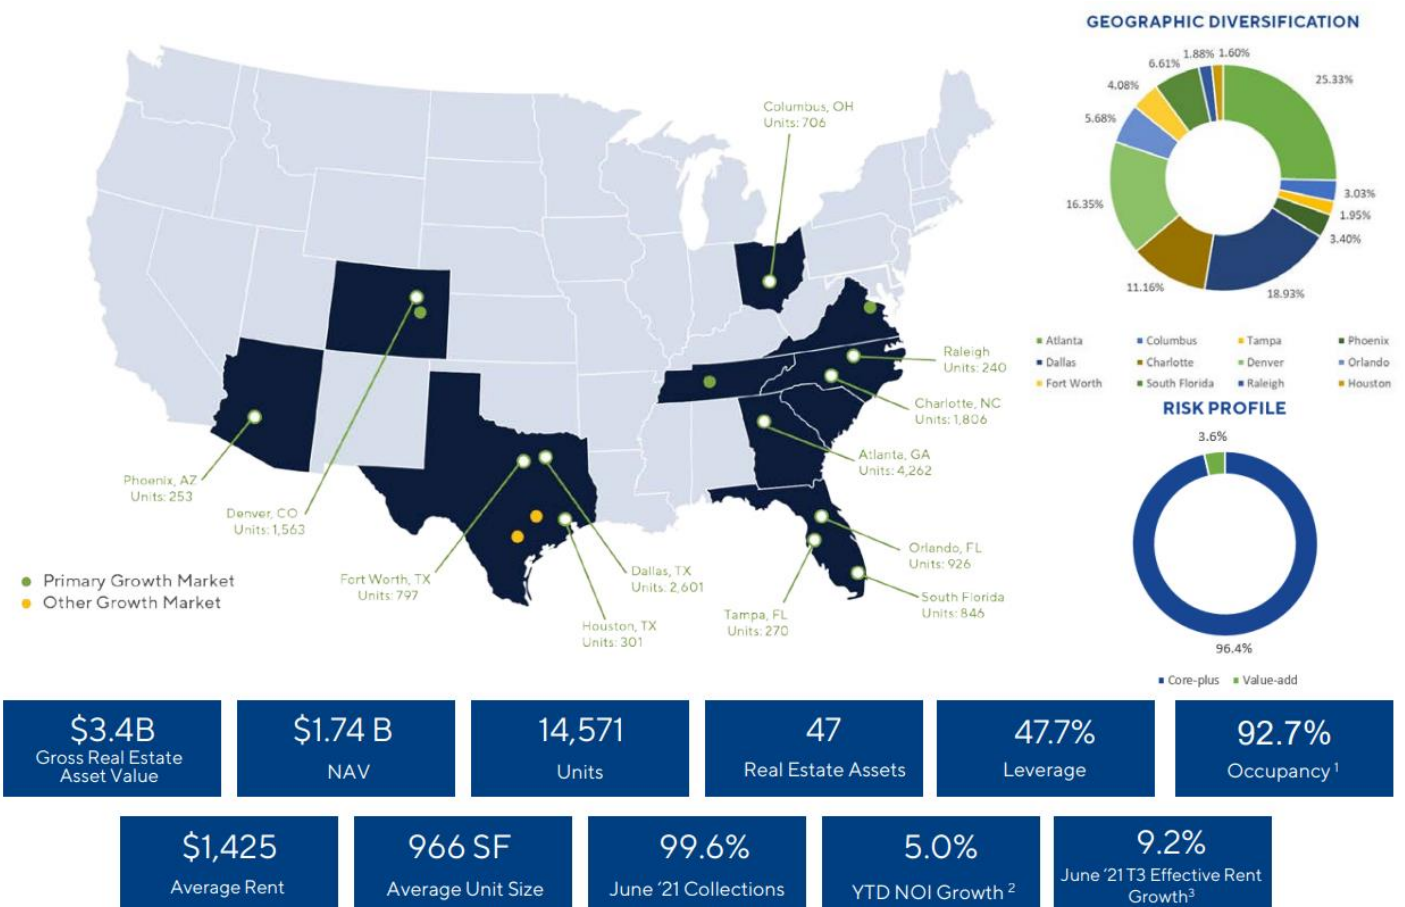 GEOGRAPHIC DIVERSIFICATION
1.88%
1.60%
6.61%
4.08%
25.33%
5.68%
3.03%
16.35%
1.95%
3.40%
11.16%
18.93%
Atlanta
Columbus
Tampa
Phoenix
Dallas
Charlotte
Denver
Orlando
Fort Worth
South Florida
Raleigh
Houston
RISK PROFILE
3.6%
96.4%
Core-plus
Value-add
Columbus, OH
Units: 706
Raleigh
Units: 240
Charlotte, NC
Units: 1,806
Atlanta, GA
Units: 4,262
Phoenix, AZ
Units: 253
Denver, CO
Units: 1,563
Orlando, FL
Units: 926
Fort Worth, TX
Units: 797
Dallas, TX
Units: 2,601
South Florida
Units: 846
Tampa, FL
Units: 270
Houston, TX
Units: 301
Primary Growth Market
Other Growth Market
$3.4B
Gross Real Estate
Asset Value
$1.74 B
NAV
14,571
Units
47
Real Estate Assets
47.7%
Leverage
92.7%
Occupancy¹
$1,425
Average Rent
966 SF
Average Unit Size
99.6%
June ‘21 Collections
5.0%
YTD NOI Growth ²
9.2%
June ‘21 T3 Effective Rent
Growth³